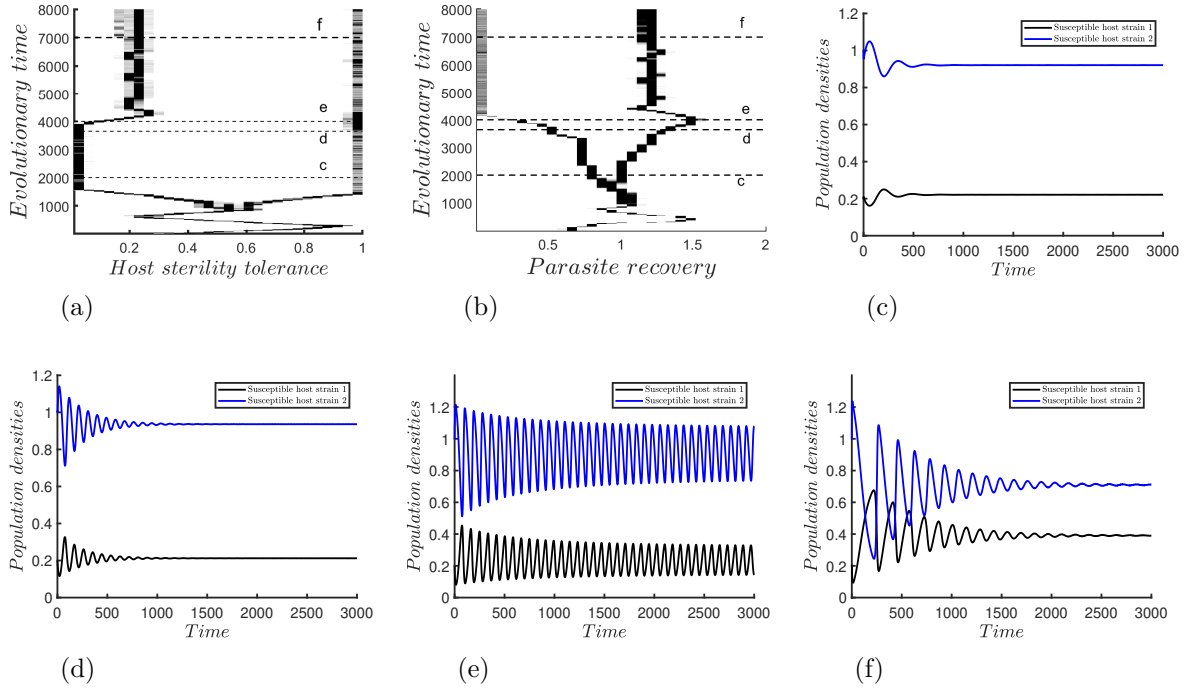 Evolutionary time
8000
7000
6000
5000
4000
3000
2000
1000
f
e
d
c
0.2
0.4
0.6
0.8
1
Host sterility tolerance
(a)
Evolutionary time
8000
7000
6000
5000
4000
3000
2000
1000
f
e
d
c
0.5
1
1.5
2
Parasite recovery
(b)
Population densities
1.2
1
0.8
0.6
0.4
0.2
0
Susceptible host strain 1
Susceptible host strain 2
0 500 1000 1500 2000 2500 3000
Time
(c)
Population densities
1.2
1
0.8
0.6
0.4
0.2
0
Susceptible host strain 1
Susceptible host strain 2
0 500 1000 1500 2000 2500 3000
Time
(d)
Population densities
1.2
1
0.8
0.6
0.4
0.2
0
Susceptible host strain 1
Susceptible host strain 2
0 500 1000 1500 2000 2500 3000
Time
(e)
Population densities
1.2
1
0.8
0.6
0.4
0.2
0
Susceptible host strain 1
Susceptible host strain 2
0 500 1000 1500 2000 2500 3000
Time
(f)